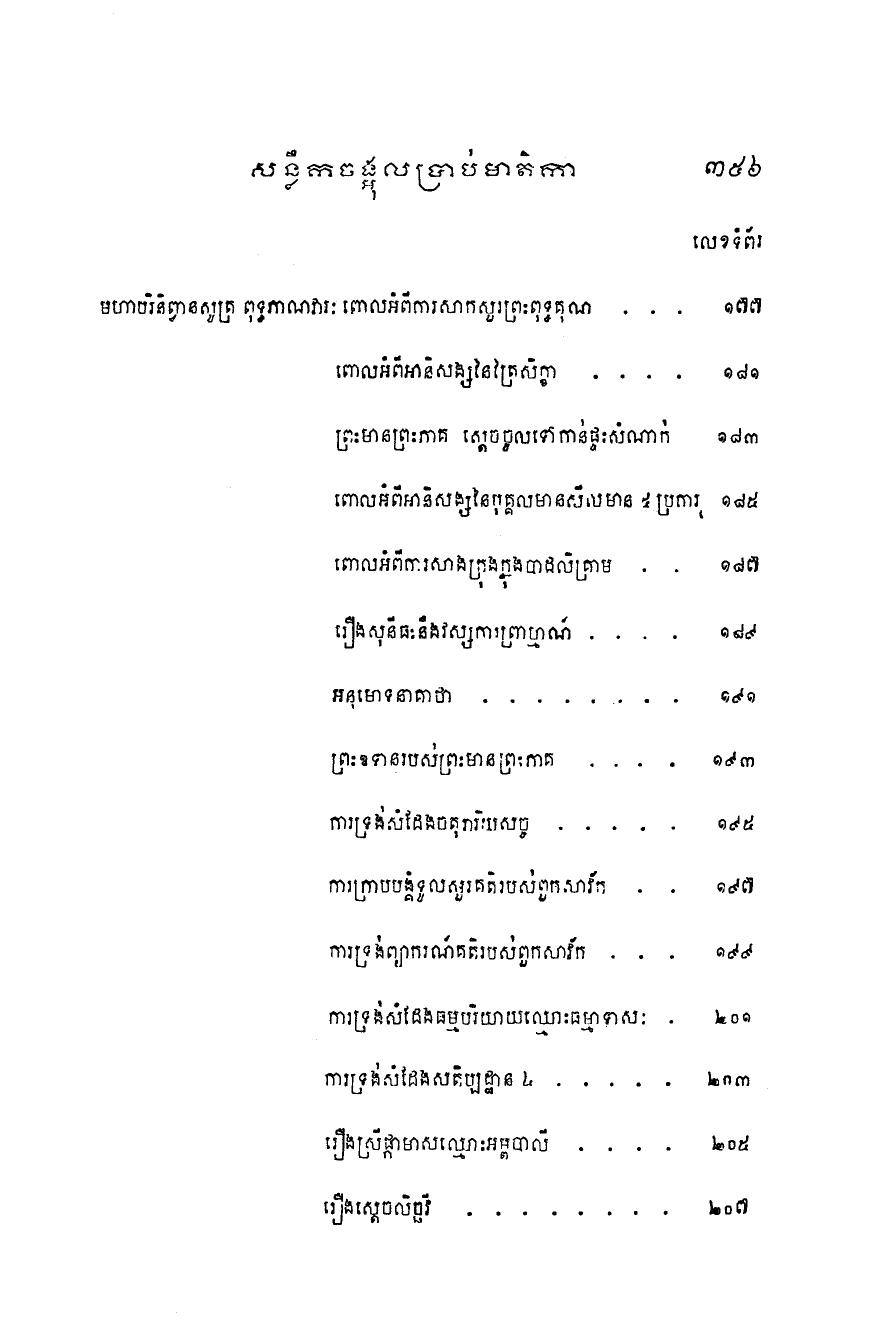 សន្លឹកចង្អុលប្រាប់មាតិកា ៣៩៦
លេខទំព័រ
មហាបរិនិព្វានសូត្រ ពុទ្ធភាណវារៈ ពោលអំពីការសាកសួរព្រះពុទ្ធគុណ . . . ១៧៧
ពោលអំពីអានិសង្សនៃត្រៃសិក្ខា . . . . ១៨១
ព្រះមានព្រះភាគ ស្តេចចូលទៅកាន់ផ្ទះសំណាក់ ១៨៣
ពោលអំពីអានិសង្សនៃបុគ្គលមានសីលមាន ៥ ប្រការ ១៨៥
ពោលអំពីការសាងក្រុងក្នុងបាដលិគ្រាម . . ១៨៧
រឿងសុនីធៈនឹងវស្សការព្រាហ្មណ៍ . . . . ១៨៩
អនុមោទនាគាថា . . . . . . . . ១៩១
ព្រះឧទានរបស់ព្រះមានព្រះភាគ . . . . ១៩៣
ការទ្រង់សំដែងចតុរារិយសច្ច . . . . . ១៩៥
ការក្រាបបង្គំទូលសួរគតិរបស់ពួកសាវ័ក . . ១៩៧
ការទ្រង់ព្យាករណ៍គតិរបស់ពួកសាវ័ក . . . ១៩៩
ការទ្រង់សំដែងធម្មបរិយាយឈ្មោះធម្មាទាសៈ . ២០១
ការទ្រង់សំដែងសតិប្បដ្ឋាន ៤ . . . . . ២០៣
រឿងស្រីផ្កាមាសឈ្មោះអម្ពបាលី . . . . ២០៥
រឿងស្តេចលិច្ឆវី . . . . . . . . ២០៧